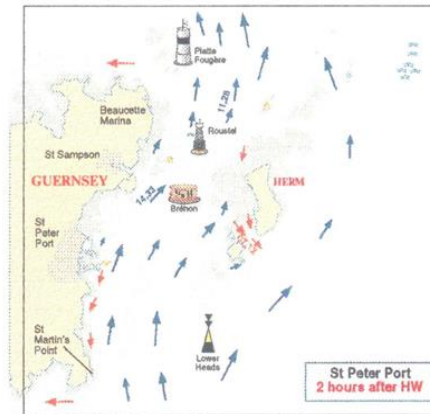 Platte
Fougère
Beaucette
Marina
11,28
Roustel
St Sampson
GUERNSEY
HERM
14,33
Brehon
St
Peter
Port
St
Martin's
Point
Lower
Heads
St Peter Port
2 hours after HW